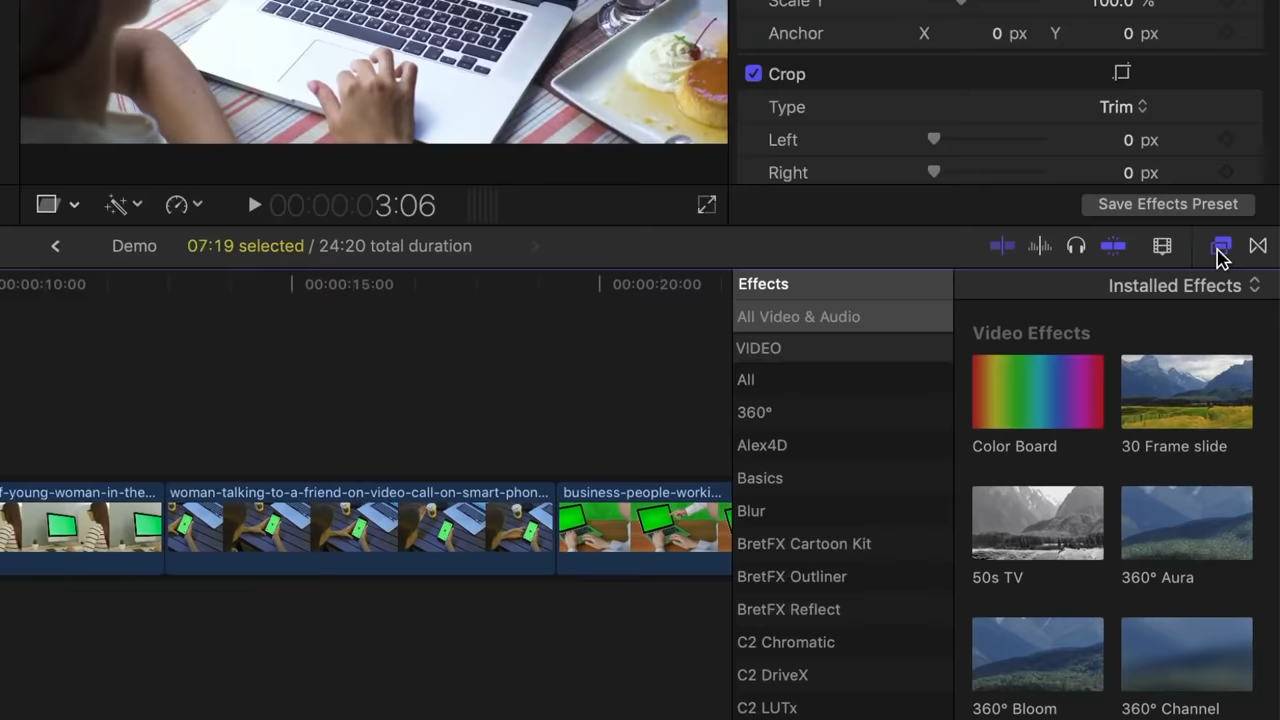 Scale Y 100.0 %
Anchor X 0 px Y 0 px
Crop
Type Trim
Left 0 px
Right 0 px
00:00:03:06
Save Effects Preset
Demo 07:19 selected / 24:20 total duration
00:00:10:00 00:00:15:00 00:00:20:00
Effects
Installed Effects
All Video & Audio
VIDEO
All
360°
Alex4D
Basics
Blur
BretFX Cartoon Kit
BretFX Outliner
BretFX Reflect
C2 Chromatic
C2 DriveX
C2 LUTx
Video Effects
Color Board 30 Frame slide
50s TV 360° Aura
360° Bloom 360° Channel
f-young-woman-in-the... woman-talking-to-a-friend-on-video-call-on-smart-phon... business-people-worki...